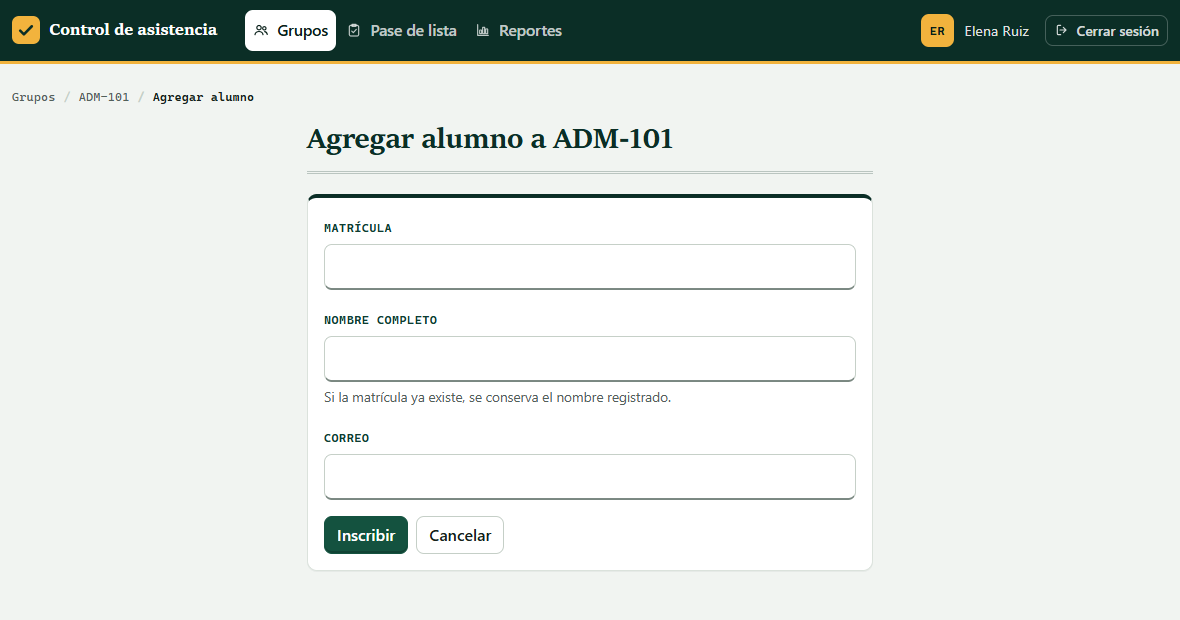 Control de asistencia Grupos Pase de lista Reportes ER Elena Ruiz Cerrar sesión
Grupos / ADM-101 / Agregar alumno
Agregar alumno a ADM-101
MATRÍCULA
NOMBRE COMPLETO
Si la matrícula ya existe, se conserva el nombre registrado.
CORREO
Inscribir Cancelar